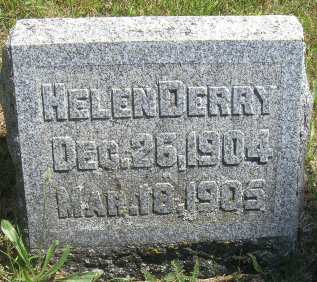 Helen Derry
Dec. 26, 1904
Mar. 18, 1905